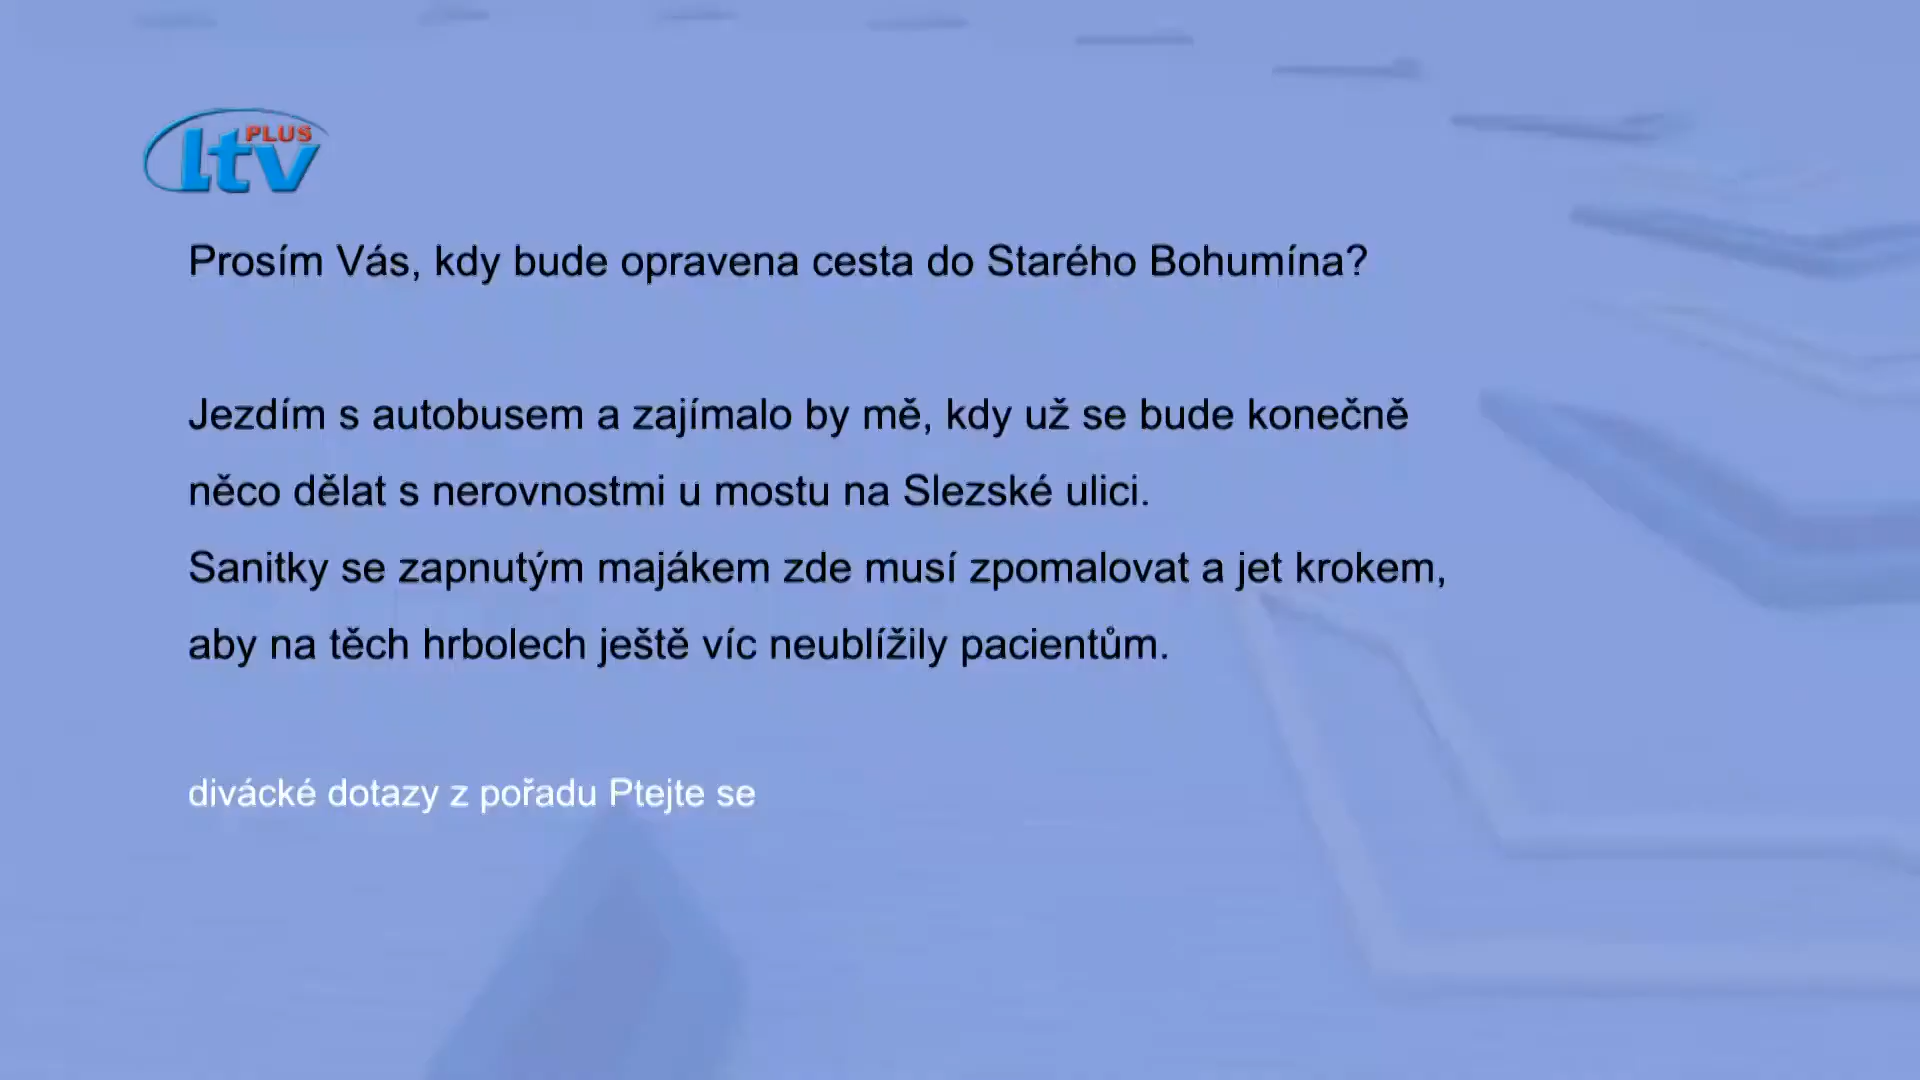 ltv PLUS
Prosím Vás, kdy bude opravena cesta do Starého Bohumína?
Jezdím s autobusem a zajímalo by mě, kdy už se bude konečně
něco dělat s nerovnostmi u mostu na Slezské ulici.
Sanitky se zapnutým majákem zde musí zpomalovat a jet krokem,
aby na těch hrbolech ještě víc neublížily pacientům.
divácké dotazy z pořadu Ptejte se